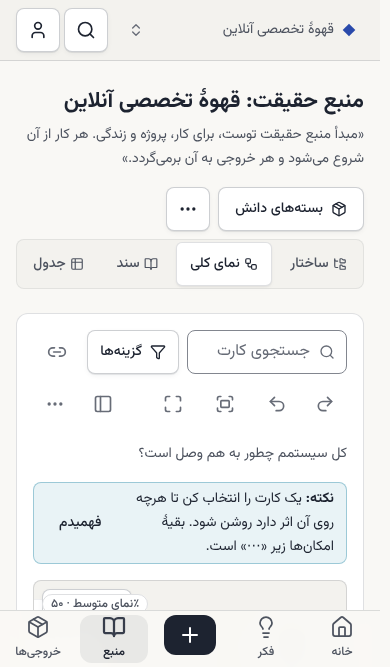 قهوهٔ تخصصی آنلاین
منبع حقیقت: قهوهٔ تخصصی آنلاین
«مبدأ منبع حقیقت توست، برای کار، پروژه و زندگی. هر کار از آن
شروع می‌شود و هر خروجی به آن برمی‌گردد.»
بسته‌های دانش
ساختار
نمای کلی
سند
جدول
جستجوی کارت
گزینه‌ها
کل سیستمم چطور به هم وصل است؟
نکته: یک کارت را انتخاب کن تا هرچه
روی آن اثر دارد روشن شود. بقیهٔ
امکان‌ها زیر «⋯» است.
فهمیدم
نمای متوسط · ۵۰٪
خانه
فکر
منبع
خروجی‌ها